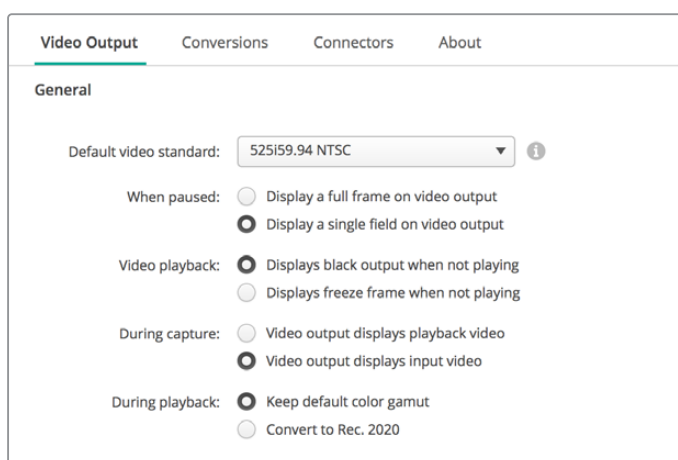 Video Output Conversions Connectors About
General
Default video standard: 525i59.94 NTSC
When paused: Display a full frame on video output
Display a single field on video output
Video playback: Displays black output when not playing
Displays freeze frame when not playing
During capture: Video output displays playback video
Video output displays input video
During playback: Keep default color gamut
Convert to Rec. 2020